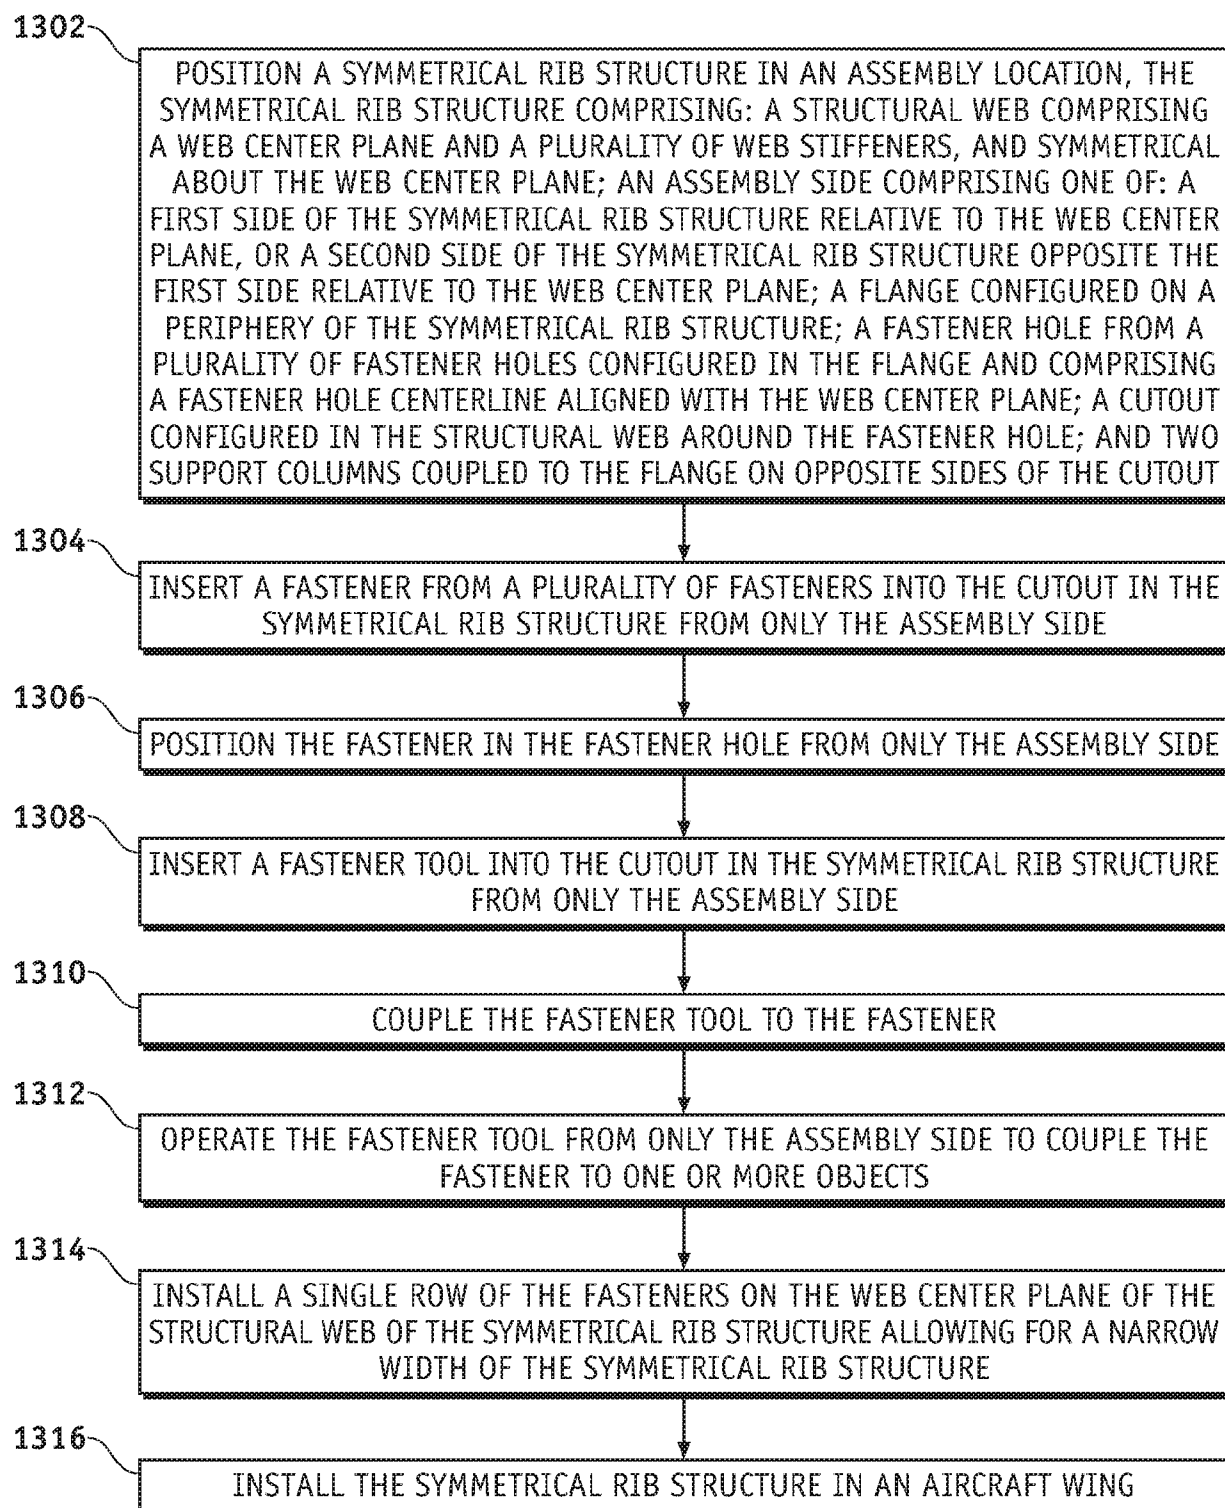 1302
POSITION A SYMMETRICAL RIB STRUCTURE IN AN ASSEMBLY LOCATION, THE
SYMMETRICAL RIB STRUCTURE COMPRISING: A STRUCTURAL WEB COMPRISING
A WEB CENTER PLANE AND A PLURALITY OF WEB STIFFENERS, AND SYMMETRICAL
ABOUT THE WEB CENTER PLANE; AN ASSEMBLY SIDE COMPRISING ONE OF: A
FIRST SIDE OF THE SYMMETRICAL RIB STRUCTURE RELATIVE TO THE WEB CENTER
PLANE, OR A SECOND SIDE OF THE SYMMETRICAL RIB STRUCTURE OPPOSITE THE
FIRST SIDE RELATIVE TO THE WEB CENTER PLANE; A FLANGE CONFIGURED ON A
PERIPHERY OF THE SYMMETRICAL RIB STRUCTURE; A FASTENER HOLE FROM A
PLURALITY OF FASTENER HOLES CONFIGURED IN THE FLANGE AND COMPRISING
A FASTENER HOLE CENTERLINE ALIGNED WITH THE WEB CENTER PLANE; A CUTOUT
CONFIGURED IN THE STRUCTURAL WEB AROUND THE FASTENER HOLE; AND TWO
SUPPORT COLUMNS COUPLED TO THE FLANGE ON OPPOSITE SIDES OF THE CUTOUT
1304
INSERT A FASTENER FROM A PLURALITY OF FASTENERS INTO THE CUTOUT IN THE
SYMMETRICAL RIB STRUCTURE FROM ONLY THE ASSEMBLY SIDE
1306
POSITION THE FASTENER IN THE FASTENER HOLE FROM ONLY THE ASSEMBLY SIDE
1308
INSERT A FASTENER TOOL INTO THE CUTOUT IN THE SYMMETRICAL RIB STRUCTURE
FROM ONLY THE ASSEMBLY SIDE
1310
COUPLE THE FASTENER TOOL TO THE FASTENER
1312
OPERATE THE FASTENER TOOL FROM ONLY THE ASSEMBLY SIDE TO COUPLE THE
FASTENER TO ONE OR MORE OBJECTS
1314
INSTALL A SINGLE ROW OF THE FASTENERS ON THE WEB CENTER PLANE OF THE
STRUCTURAL WEB OF THE SYMMETRICAL RIB STRUCTURE ALLOWING FOR A NARROW
WIDTH OF THE SYMMETRICAL RIB STRUCTURE
1316
INSTALL THE SYMMETRICAL RIB STRUCTURE IN AN AIRCRAFT WING